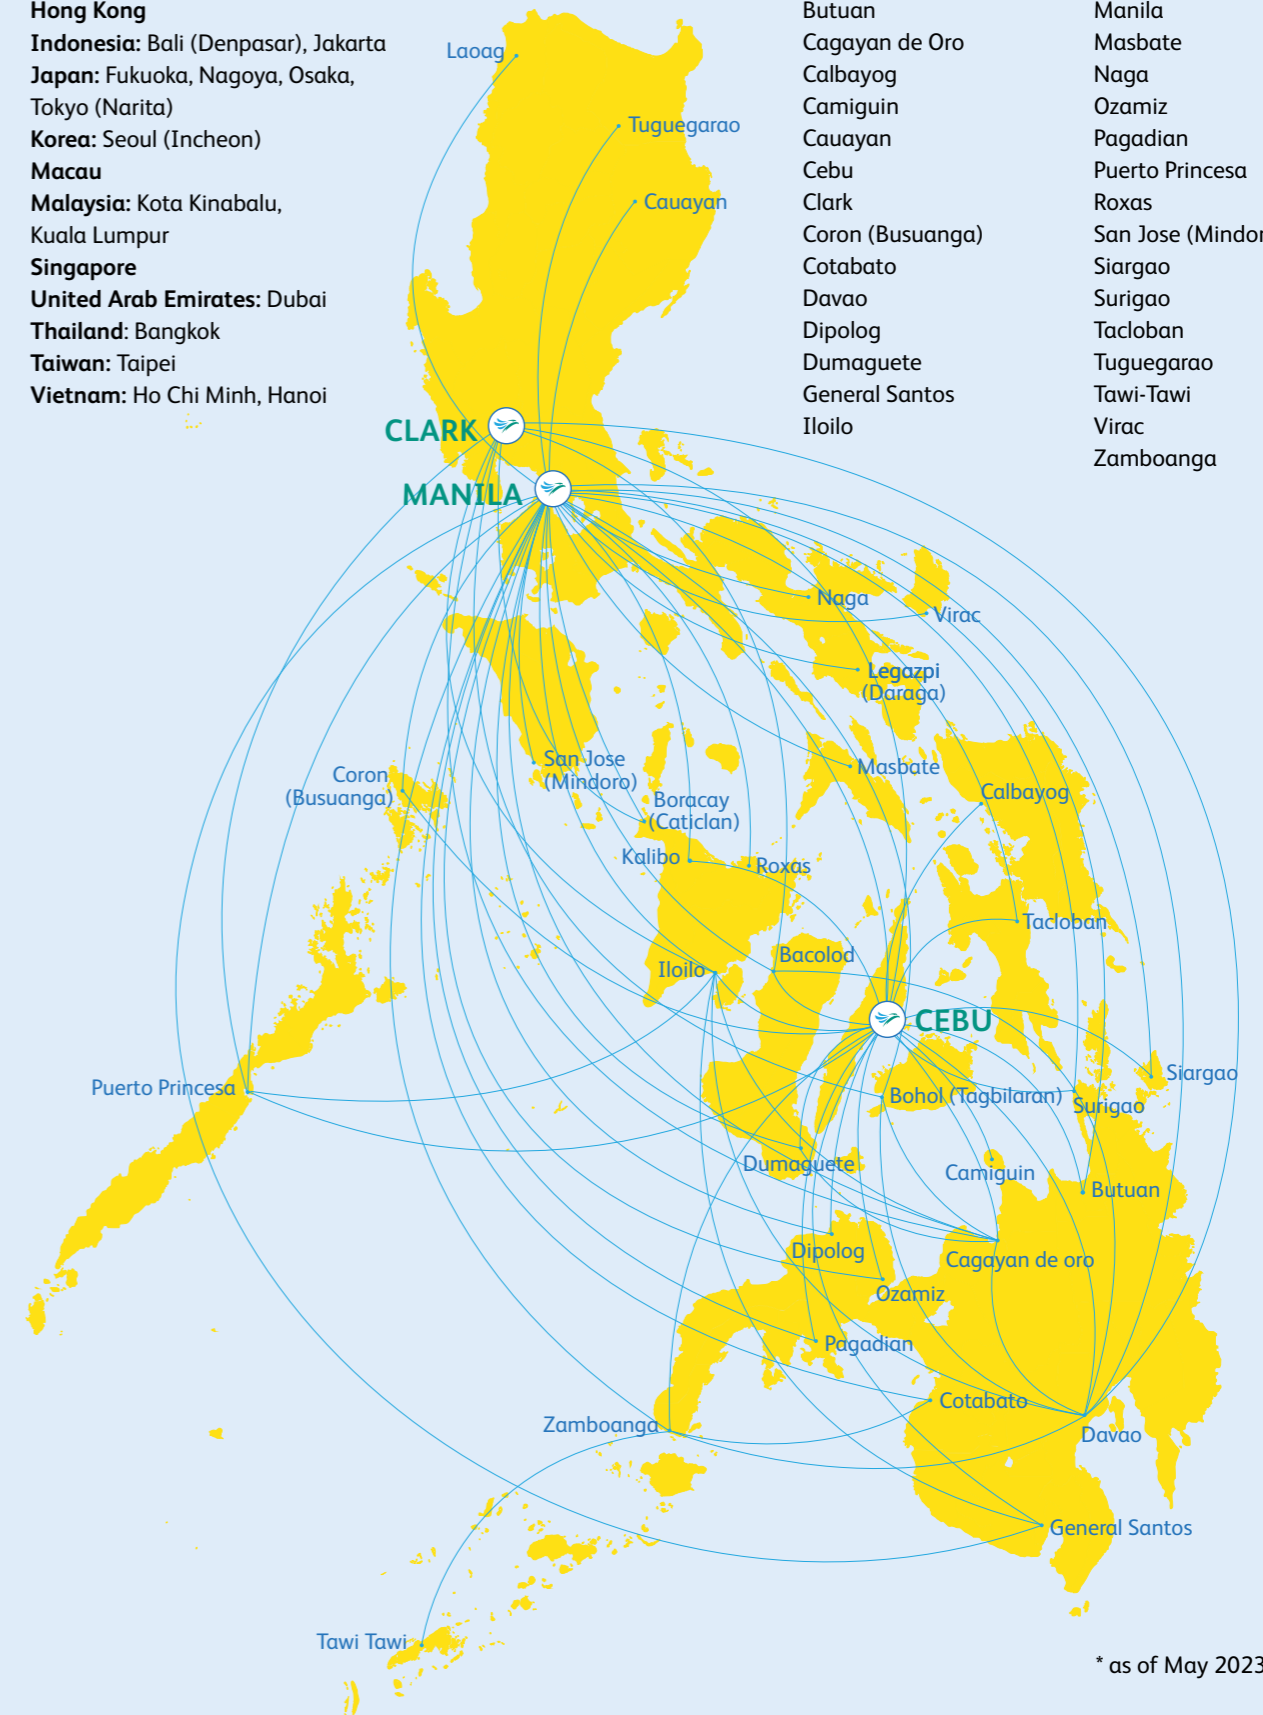 Hong Kong
Indonesia: Bali (Denpasar), Jakarta
Japan: Fukuoka, Nagoya, Osaka,
Tokyo (Narita)
Korea: Seoul (Incheon)
Macau
Malaysia: Kota Kinabalu,
Kuala Lumpur
Singapore
United Arab Emirates: Dubai
Thailand: Bangkok
Taiwan: Taipei
Vietnam: Ho Chi Minh, Hanoi
Butuan
Cagayan de Oro
Calbayog
Camiguin
Cauayan
Cebu
Clark
Coron (Busuanga)
Cotabato
Davao
Dipolog
Dumaguete
General Santos
Iloilo
Manila
Masbate
Naga
Ozamiz
Pagadian
Puerto Princesa
Roxas
San Jose (Mindor
Siargao
Surigao
Tacloban
Tuguegarao
Tawi-Tawi
Virac
Zamboanga
Laoag
Tuguegarao
Cauayan
CLARK
MANILA
Naga
Virac
Legazpi
(Daraga)
San Jose
(Mindoro)
Masbate
Coron
(Busuanga)
Calbayog
Boracay
(Caticlan)
Kalibo
Roxas
Tacloban
Bacolod
Iloilo
CEBU
Siargao
Puerto Princesa
Bohol (Tagbilaran)
Surigao
Dumaguete
Camiguin
Butuan
Dipolog
Cagayan de oro
Ozamiz
Pagadian
Cotabato
Zamboanga
Davao
General Santos
Tawi Tawi
* as of May 2023